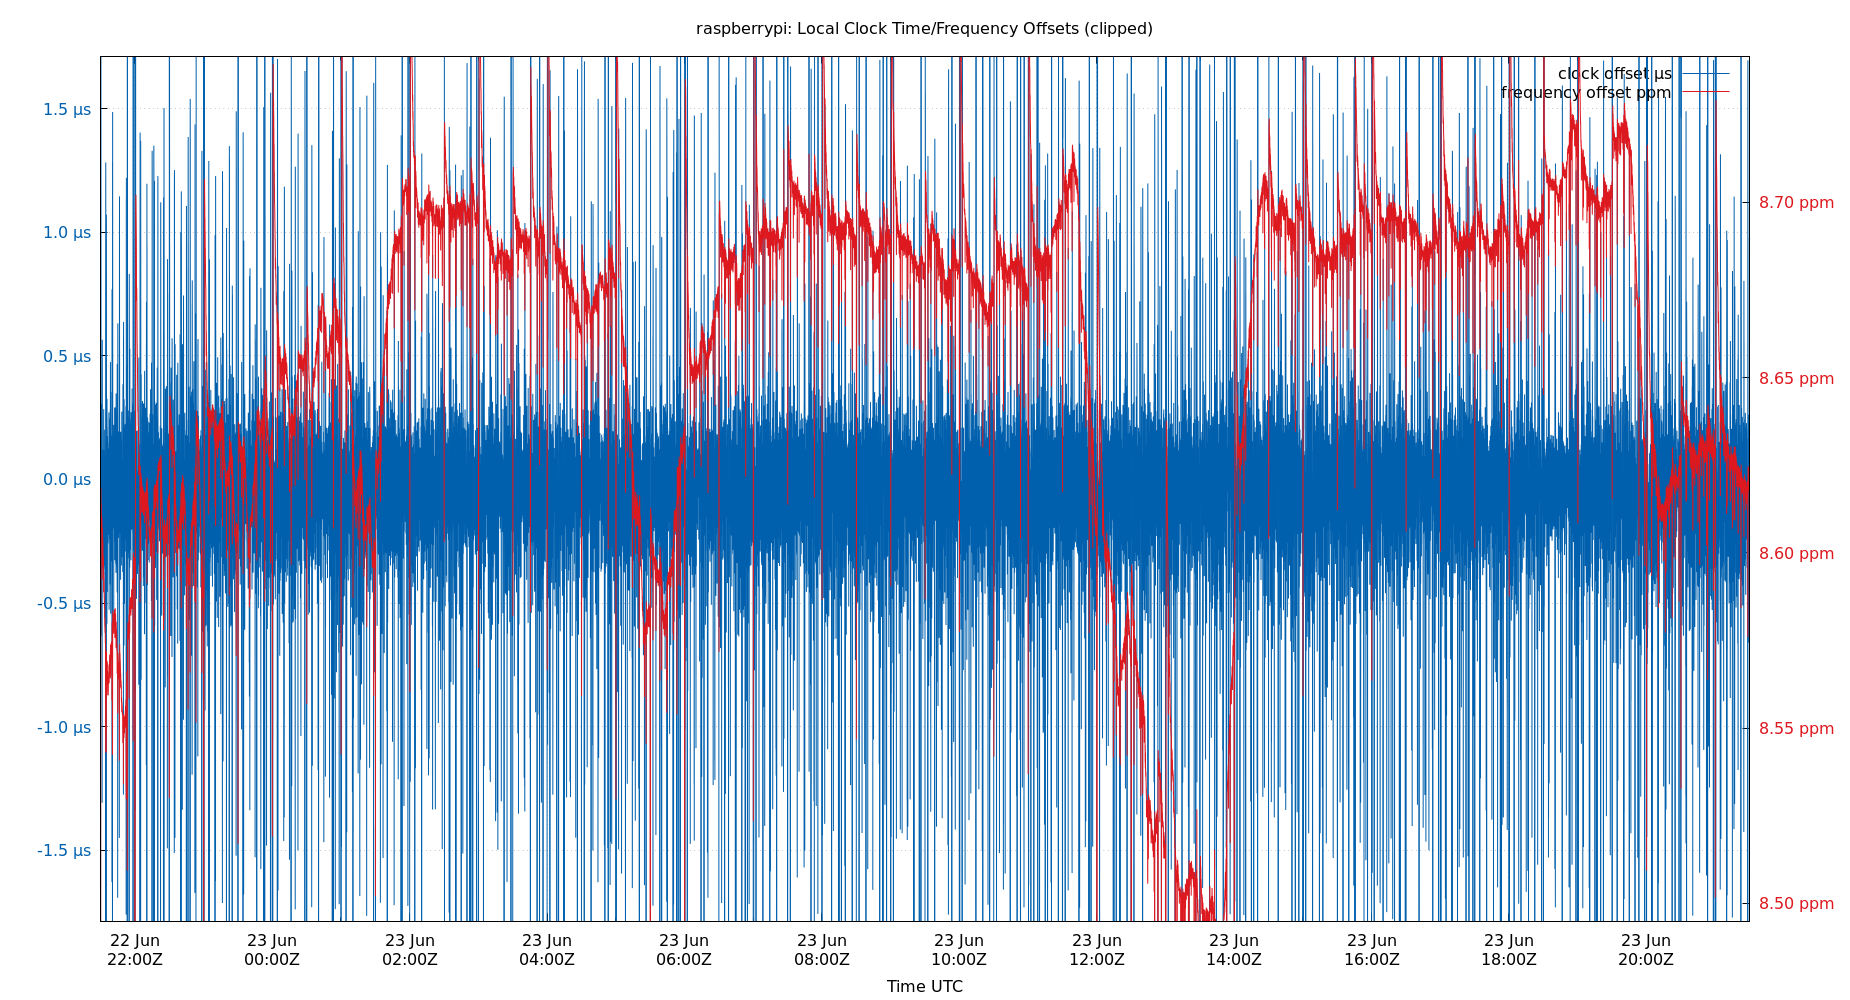 raspberrypi: Local Clock Time/Frequency Offsets (clipped)
clock offset µs
frequency offset ppm
1.5 µs
1.0 µs
0.5 µs
0.0 µs
-0.5 µs
-1.0 µs
-1.5 µs
8.70 ppm
8.65 ppm
8.60 ppm
8.55 ppm
8.50 ppm
22 Jun 23 Jun 23 Jun 23 Jun 23 Jun 23 Jun 23 Jun 23 Jun 23 Jun 23 Jun 23 Jun 23 Jun
22:00Z 00:00Z 02:00Z 04:00Z 06:00Z 08:00Z 10:00Z 12:00Z 14:00Z 16:00Z 18:00Z 20:00Z
Time UTC